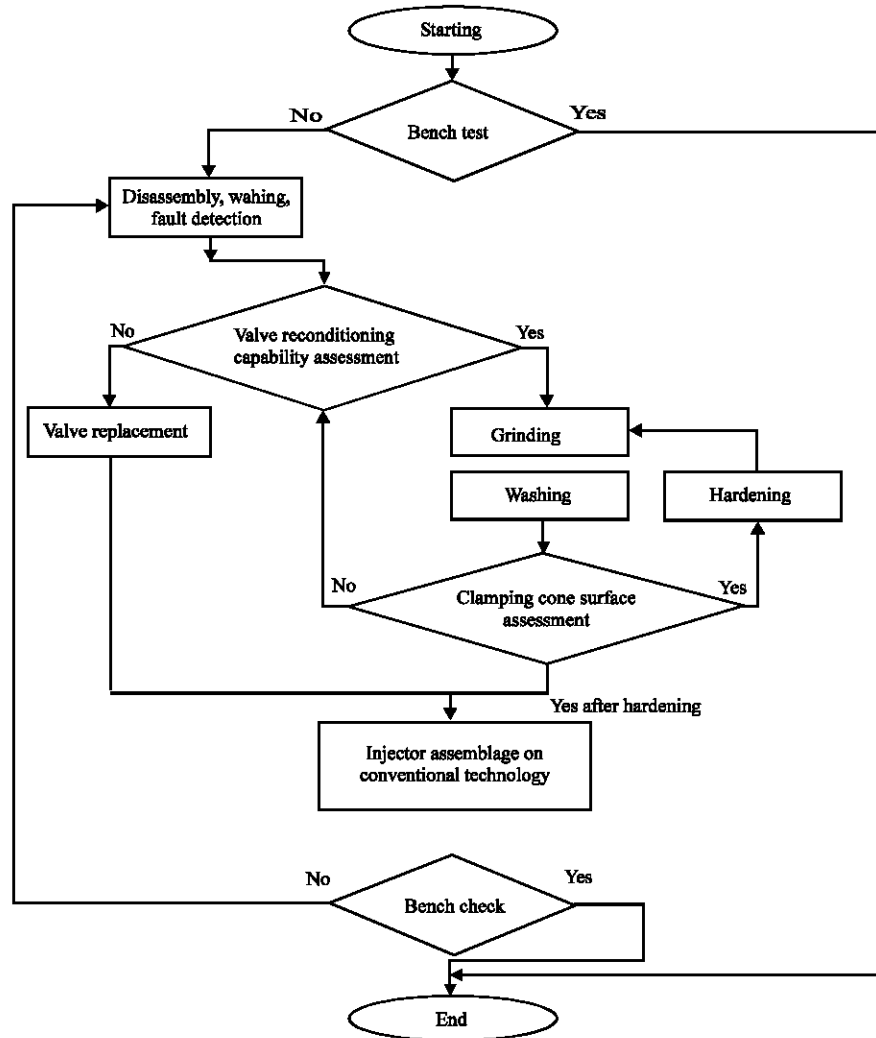 Starting
No
Yes
Bench test
Disassembly, wahing,
fault detection
No
Valve reconditioning
capability assessment
Yes
Valve replacement
Grinding
Washing
Hardening
No
Clamping cone surface
assessment
Yes
Yes after hardening
Injector assemblage on
conventional technology
No
Yes
Bench check
End